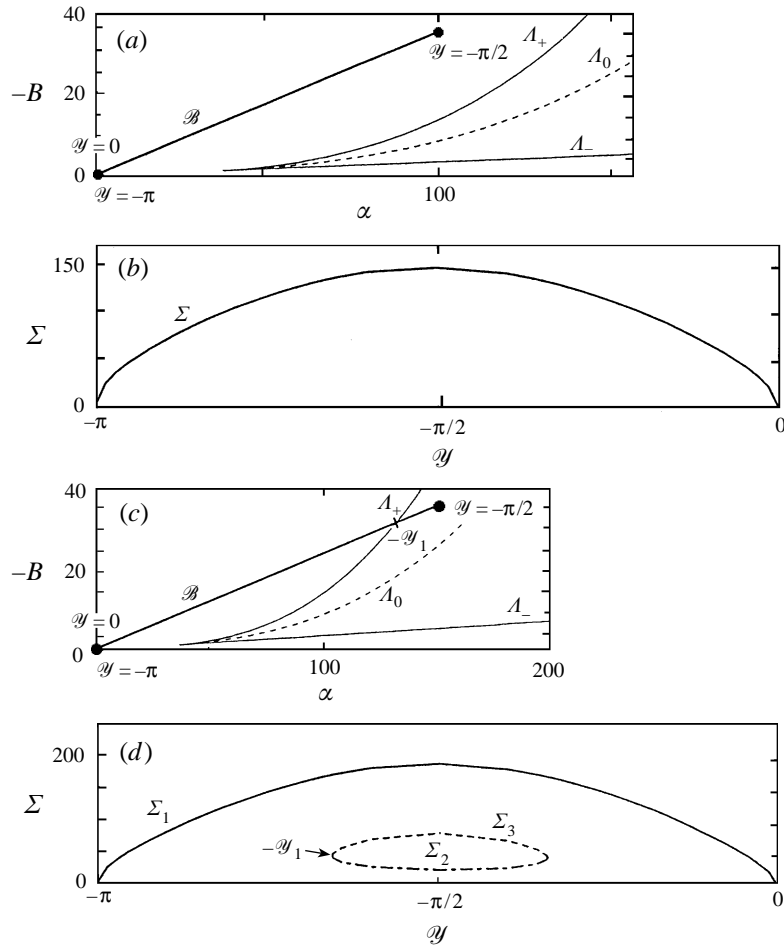 (a)
40
20
0
−B
ℬ
𝒴 = 0
𝒴 = −π
𝒴 = −π/2
Λ+
Λ0
Λ−
100
α
(b)
150
0
Σ
Σ
−π
−π/2
0
𝒴
(c)
40
20
0
−B
ℬ
𝒴 = 0
𝒴 = −π
Λ+
𝒴 = −π/2
−𝒴1
Λ0
Λ−
100
200
α
(d)
200
0
Σ
Σ1
Σ3
−𝒴1
Σ2
−π
−π/2
0
𝒴